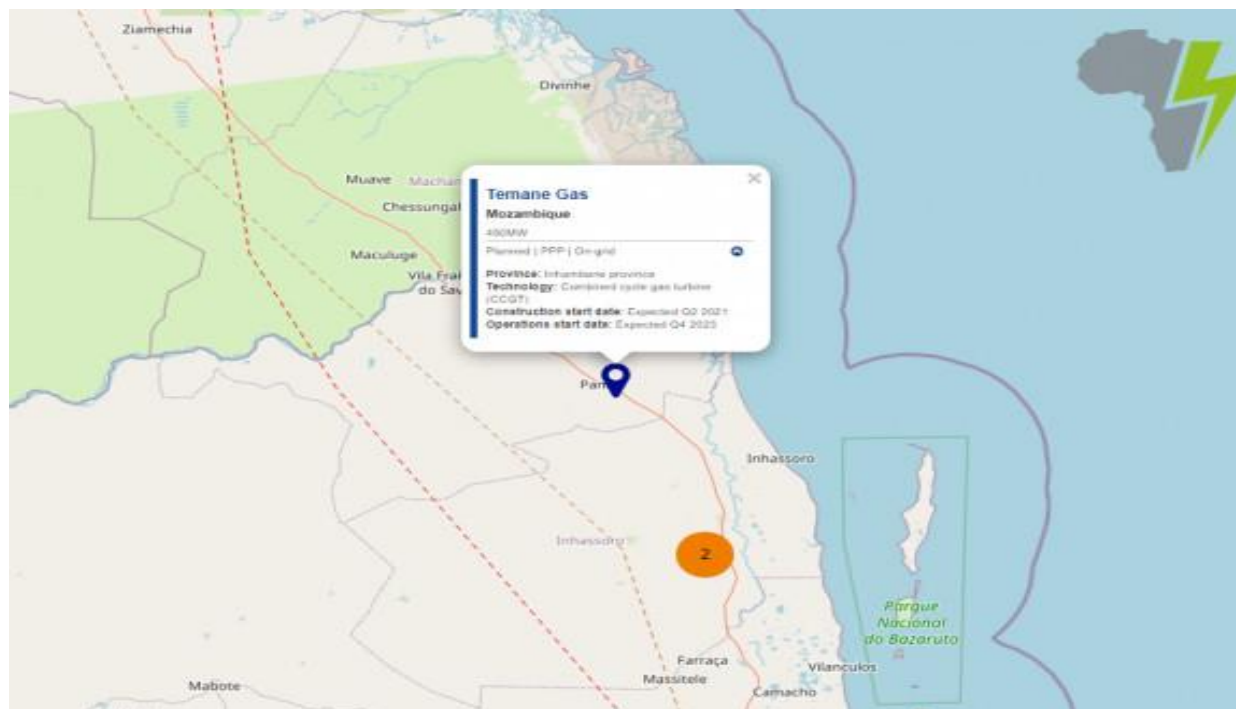 Ziamechia
Divinhe
Muave
Chessungal
Maculuge
Vila
do Sav
Temane Gas
Mozambique
Planned | PPP | On-grid
Province: Inhambane province
Technology: Combined cycle gas turbine
(CCGT)
Construction start date: Expected Q2 2021
Operations start date: Expected Q4 2023
Inhassoro
Inhassoro
2
Parque
Nacional
do Bazaruto
Farraça
Massitele
Vilanculos
Mabote
Camacho